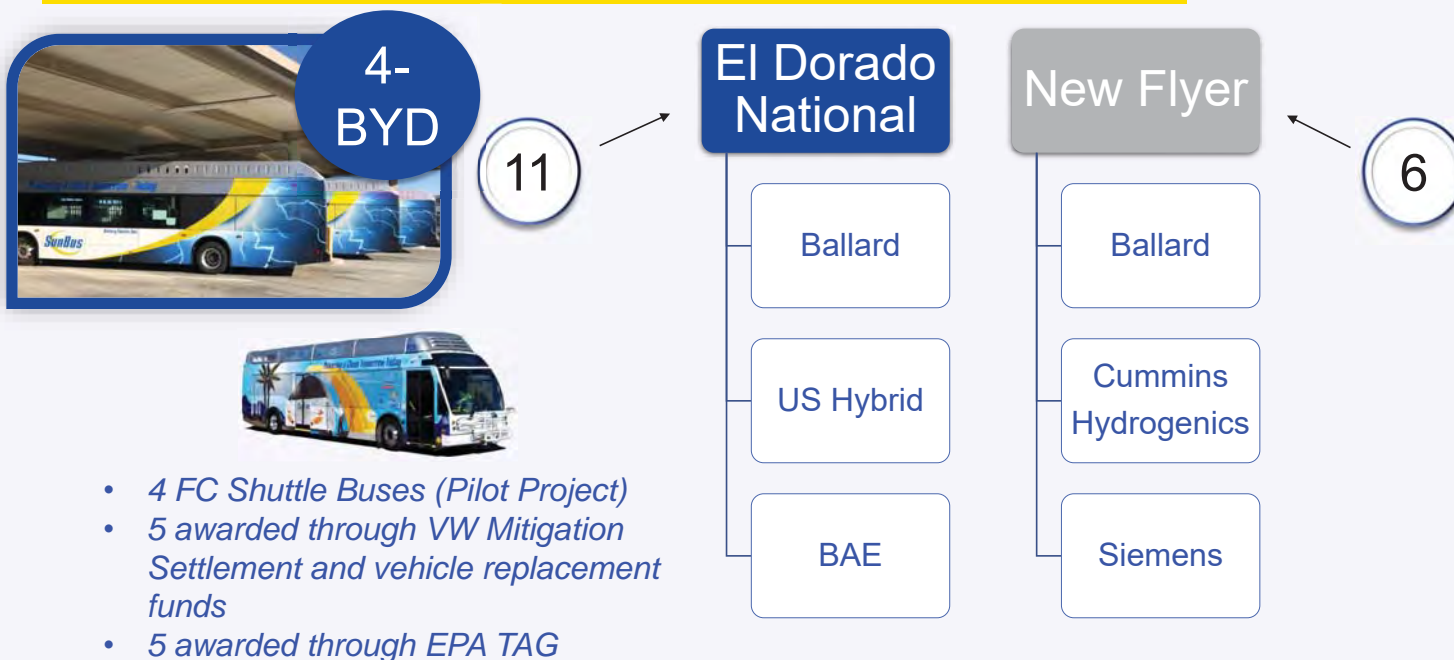 4-
BYD
SunBus
11
El Dorado
National
Ballard
US Hybrid
BAE
New Flyer
Ballard
Cummins
Hydrogenics
Siemens
6
• 4 FC Shuttle Buses (Pilot Project)
• 5 awarded through VW Mitigation
Settlement and vehicle replacement
funds
• 5 awarded through EPA TAG